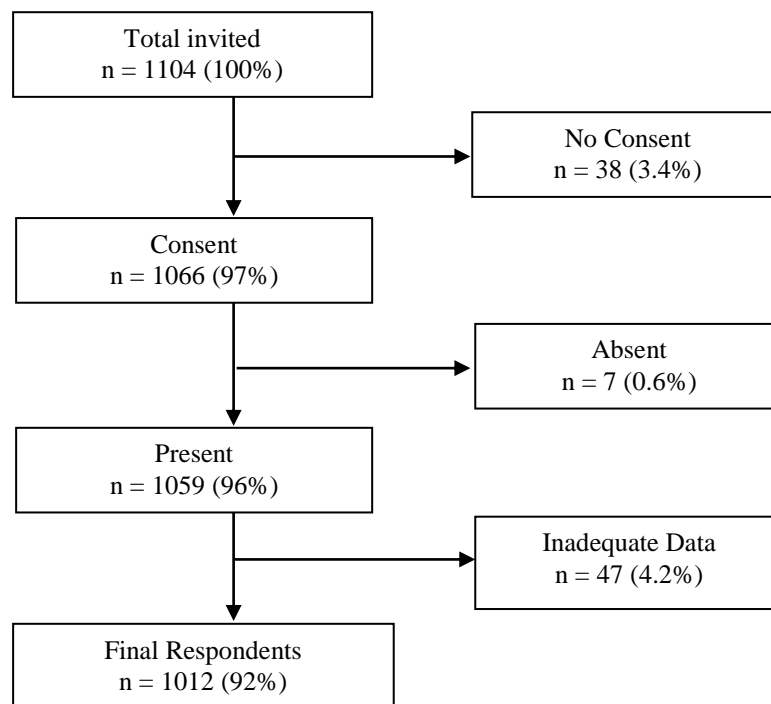 Total invited
n = 1104 (100%)
No Consent
n = 38 (3.4%)
Consent
n = 1066 (97%)
Absent
n = 7 (0.6%)
Present
n = 1059 (96%)
Inadequate Data
n = 47 (4.2%)
Final Respondents
n = 1012 (92%)